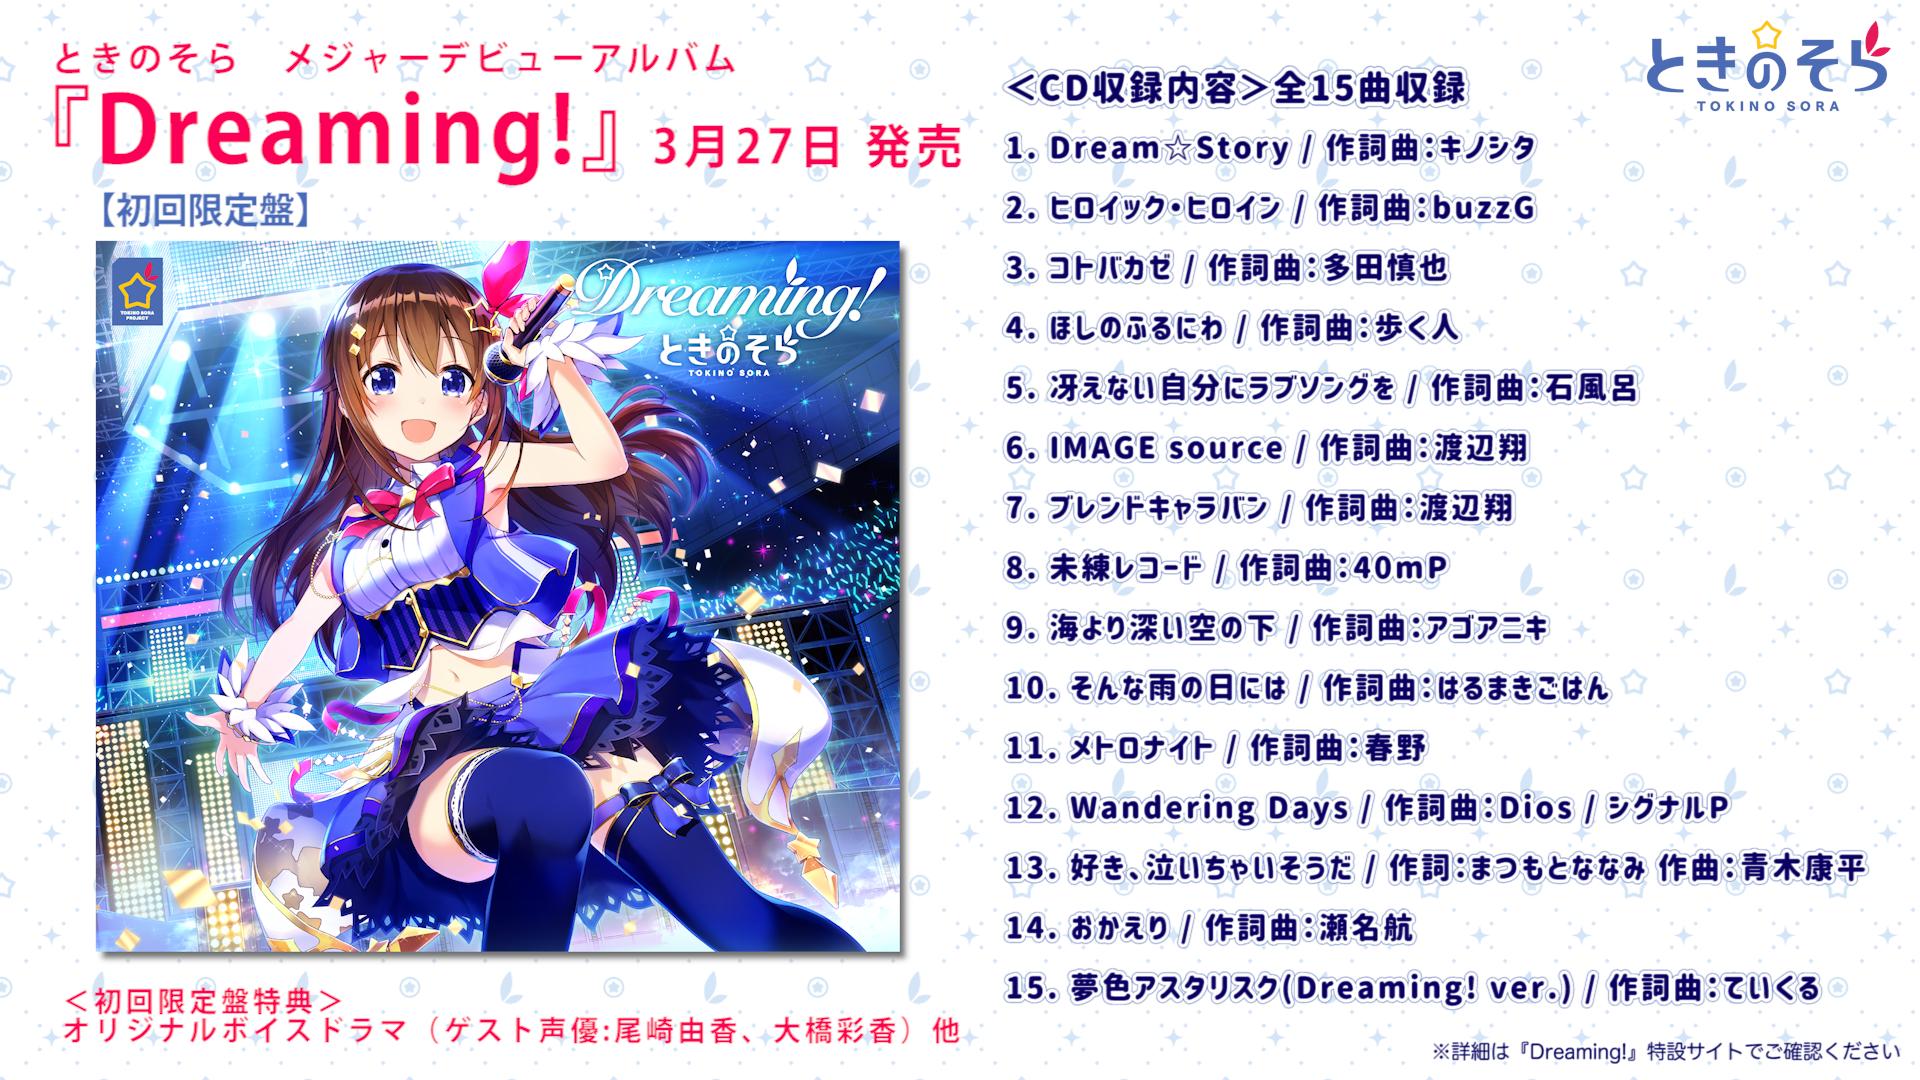 ときのそら　メジャーデビューアルバム
『Dreaming!』3月27日 発売
【初回限定盤】
TOKINO SORA
PROJECT
Dreaming!
ときのそら
TOKINO SORA
＜初回限定盤特典＞
オリジナルボイスドラマ（ゲスト声優:尾崎由香、大橋彩香）他
ときのそら
TOKINO SORA
＜CD収録内容＞全15曲収録
1. Dream☆Story / 作詞曲：キノシタ
2. ヒロイック・ヒロイン / 作詞曲：buzzG
3. コトバカゼ / 作詞曲：多田慎也
4. ほしのふるにわ / 作詞曲：歩く人
5. 冴えない自分にラブソングを / 作詞曲：石風呂
6. IMAGE source / 作詞曲：渡辺翔
7. ブレンドキャラバン / 作詞曲：渡辺翔
8. 未練レコード / 作詞曲：40mP
9. 海より深い空の下 / 作詞曲：アゴアニキ
10. そんな雨の日には / 作詞曲：はるまきごはん
11. メトロナイト / 作詞曲：春野
12. Wandering Days / 作詞曲：Dios / シグナルP
13. 好き、泣いちゃいそうだ / 作詞：まつもとななみ 作曲：青木康平
14. おかえり / 作詞曲：瀬名航
15. 夢色アスタリスク(Dreaming! ver.) / 作詞曲：ていくる
※詳細は『Dreaming!』特設サイトでご確認ください